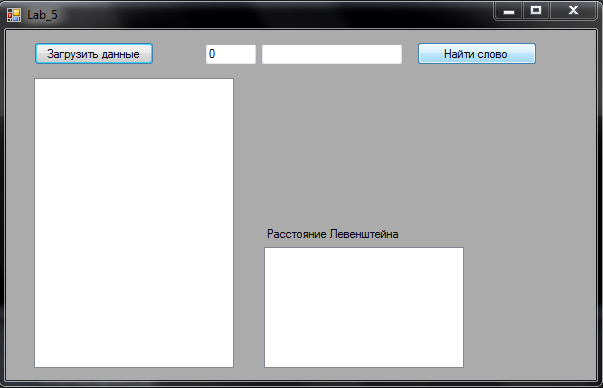 Lab_5
Загрузить данные
0
Найти слово
Расстояние Левенштейна